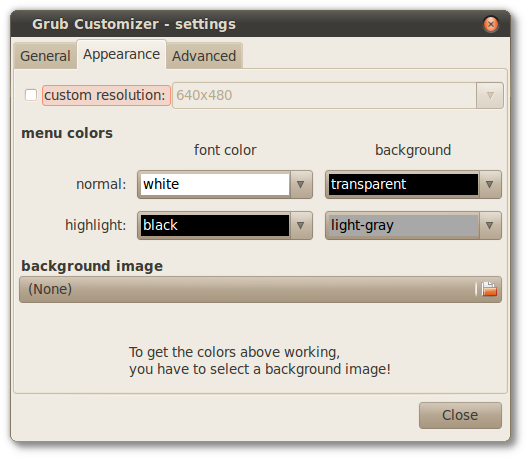 Grub Customizer - settings
General Appearance Advanced
custom resolution: 640x480
menu colors
font color background
normal: white transparent
highlight: black light-gray
background image
(None)
To get the colors above working,
you have to select a background image!
Close